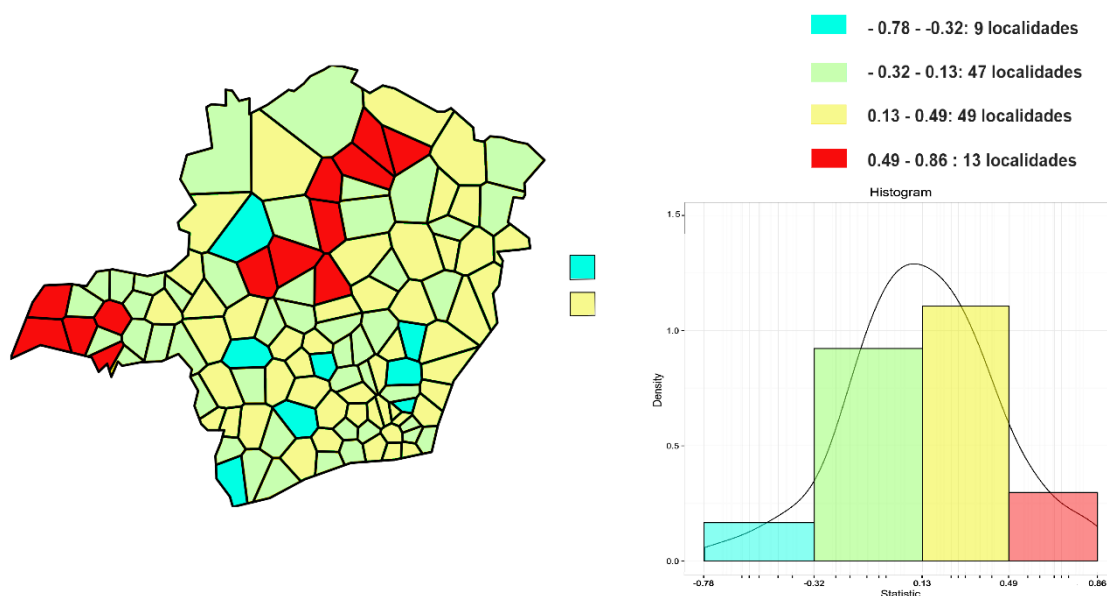 - 0.78 - -0.32: 9 localidades
- 0.32 - 0.13: 47 localidades
0.13 - 0.49: 49 localidades
0.49 - 0.86 : 13 localidades
Histogram
1.5
1.0
0.5
0.0
Density
-0.78
-0.32
0.13
0.49
0.86
Statistic